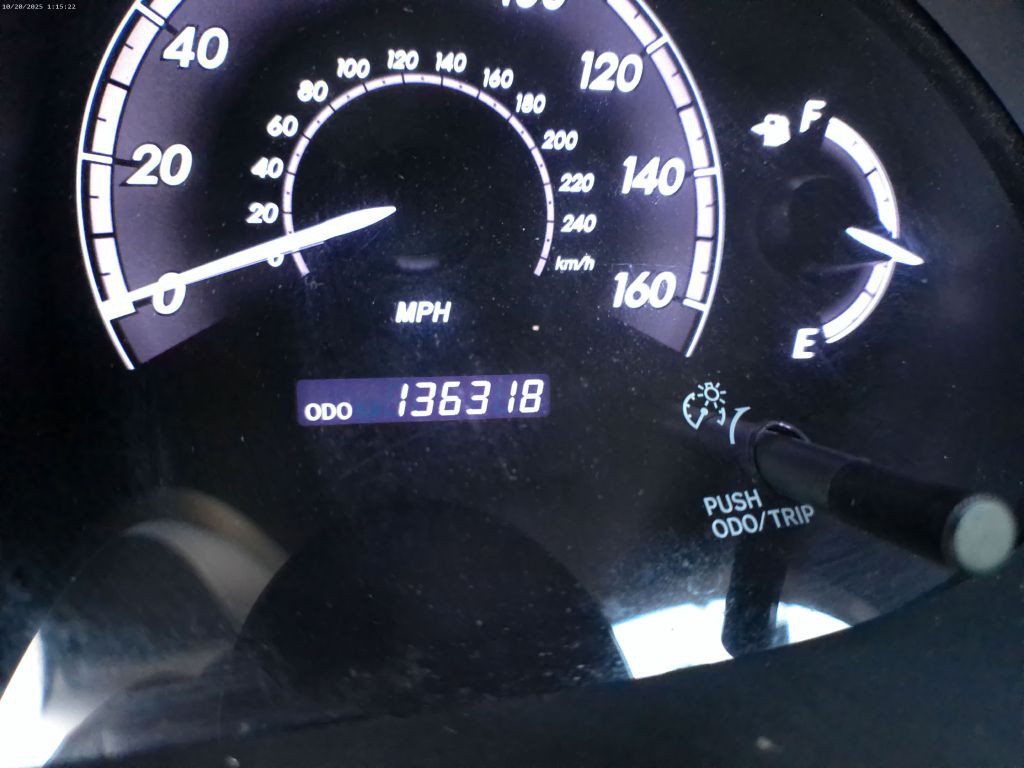 10/20/2025 1:15:22
40
120
20
140
0
160
100 120 140
80 160
60 180
40 200
20 220
0 240
km/h
MPH
F
E
ODO 136318
PUSH
ODO/TRIP